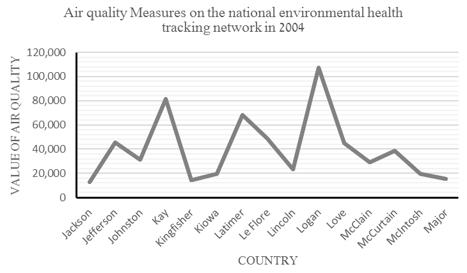 Air quality Measures on the national environmental health
tracking network in 2004
VALUE OF AIR QUALITY
120,000
100,000
80,000
60,000
40,000
20,000
0
Jackson
Jefferson
Johnston
Kay
Kingfisher
Kiowa
Latimer
Le Flore
Lincoln
Logan
Love
McClain
McCurtain
McIntosh
Major
COUNTRY